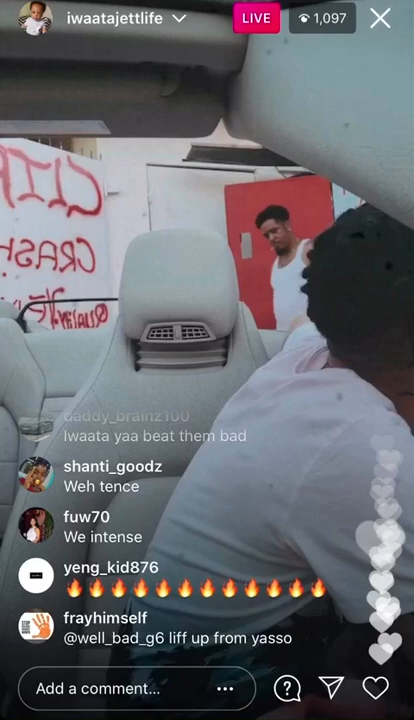 iwaatajettlife
LIVE
1,097
CLIP
CRASH
daddy_brainz100
Iwaata yaa beat them bad
shanti_goodz
Weh tence
fuw70
We intense
yeng_kid876
🔥🔥🔥🔥🔥🔥🔥🔥🔥🔥🔥
frayhimself
@well_bad_g6 liff up from yasso
Add a comment...